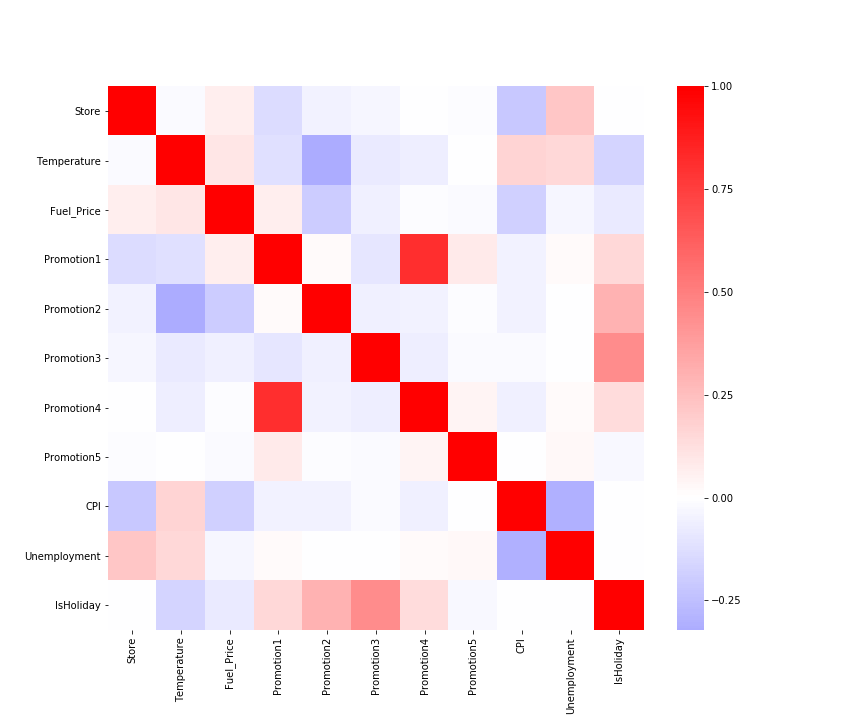 Store
Temperature
Fuel_Price
Promotion1
Promotion2
Promotion3
Promotion4
Promotion5
CPI
Unemployment
IsHoliday
Store
Temperature
Fuel_Price
Promotion1
Promotion2
Promotion3
Promotion4
Promotion5
CPI
Unemployment
IsHoliday
1.00
0.75
0.50
0.25
0.00
−0.25